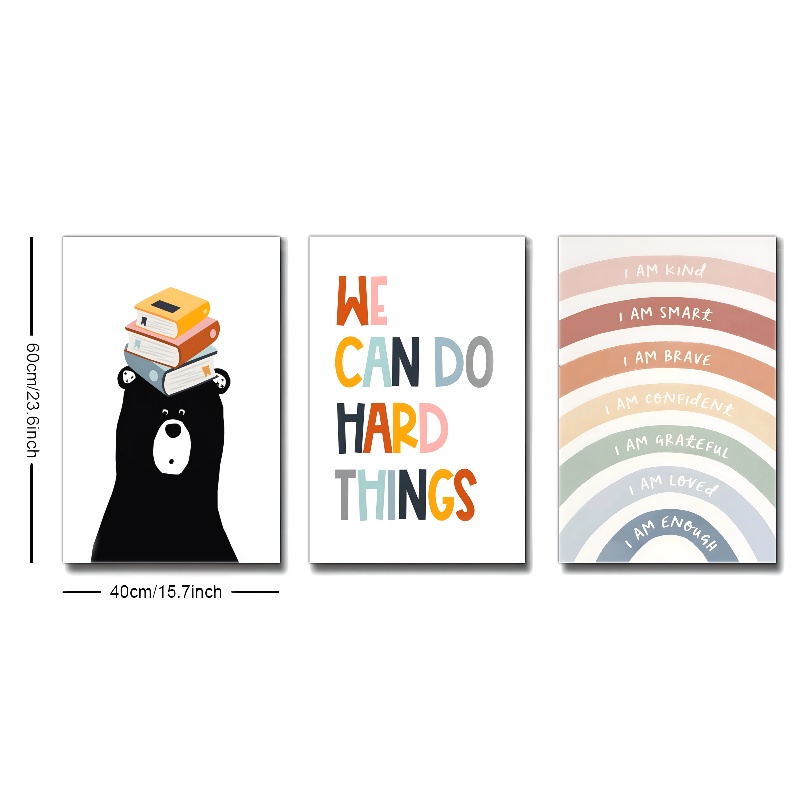 60cm/23.6inch
40cm/15.7inch
WE
CAN DO
HARD
THINGS
I AM KINd
I AM SMARt
I AM BRAVE
I AM CONFIDENt
I AM GRAtEFUL
I AM LOVEd
I AM ENOUGH